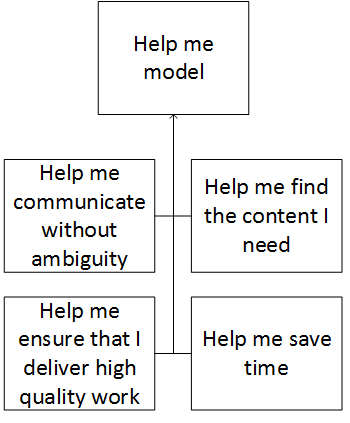 Help me
model
Help me
communicate
without
ambiguity
Help me find
the content I
need
Help me
ensure that I
deliver high
quality work
Help me save
time